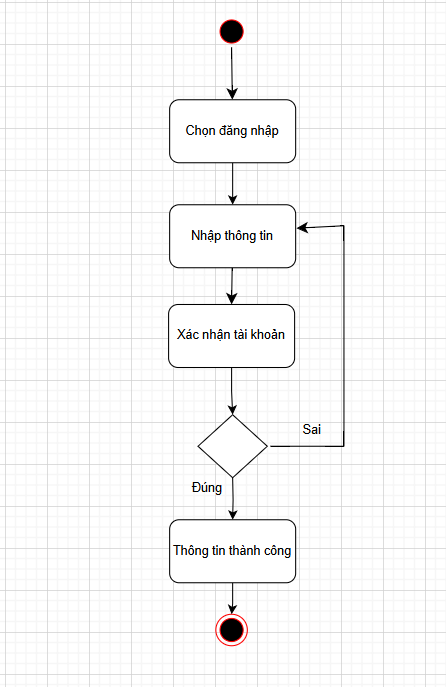 Chọn đăng nhập
Nhập thông tin
Xác nhận tài khoản
Sai
Đúng
Thông tin thành công